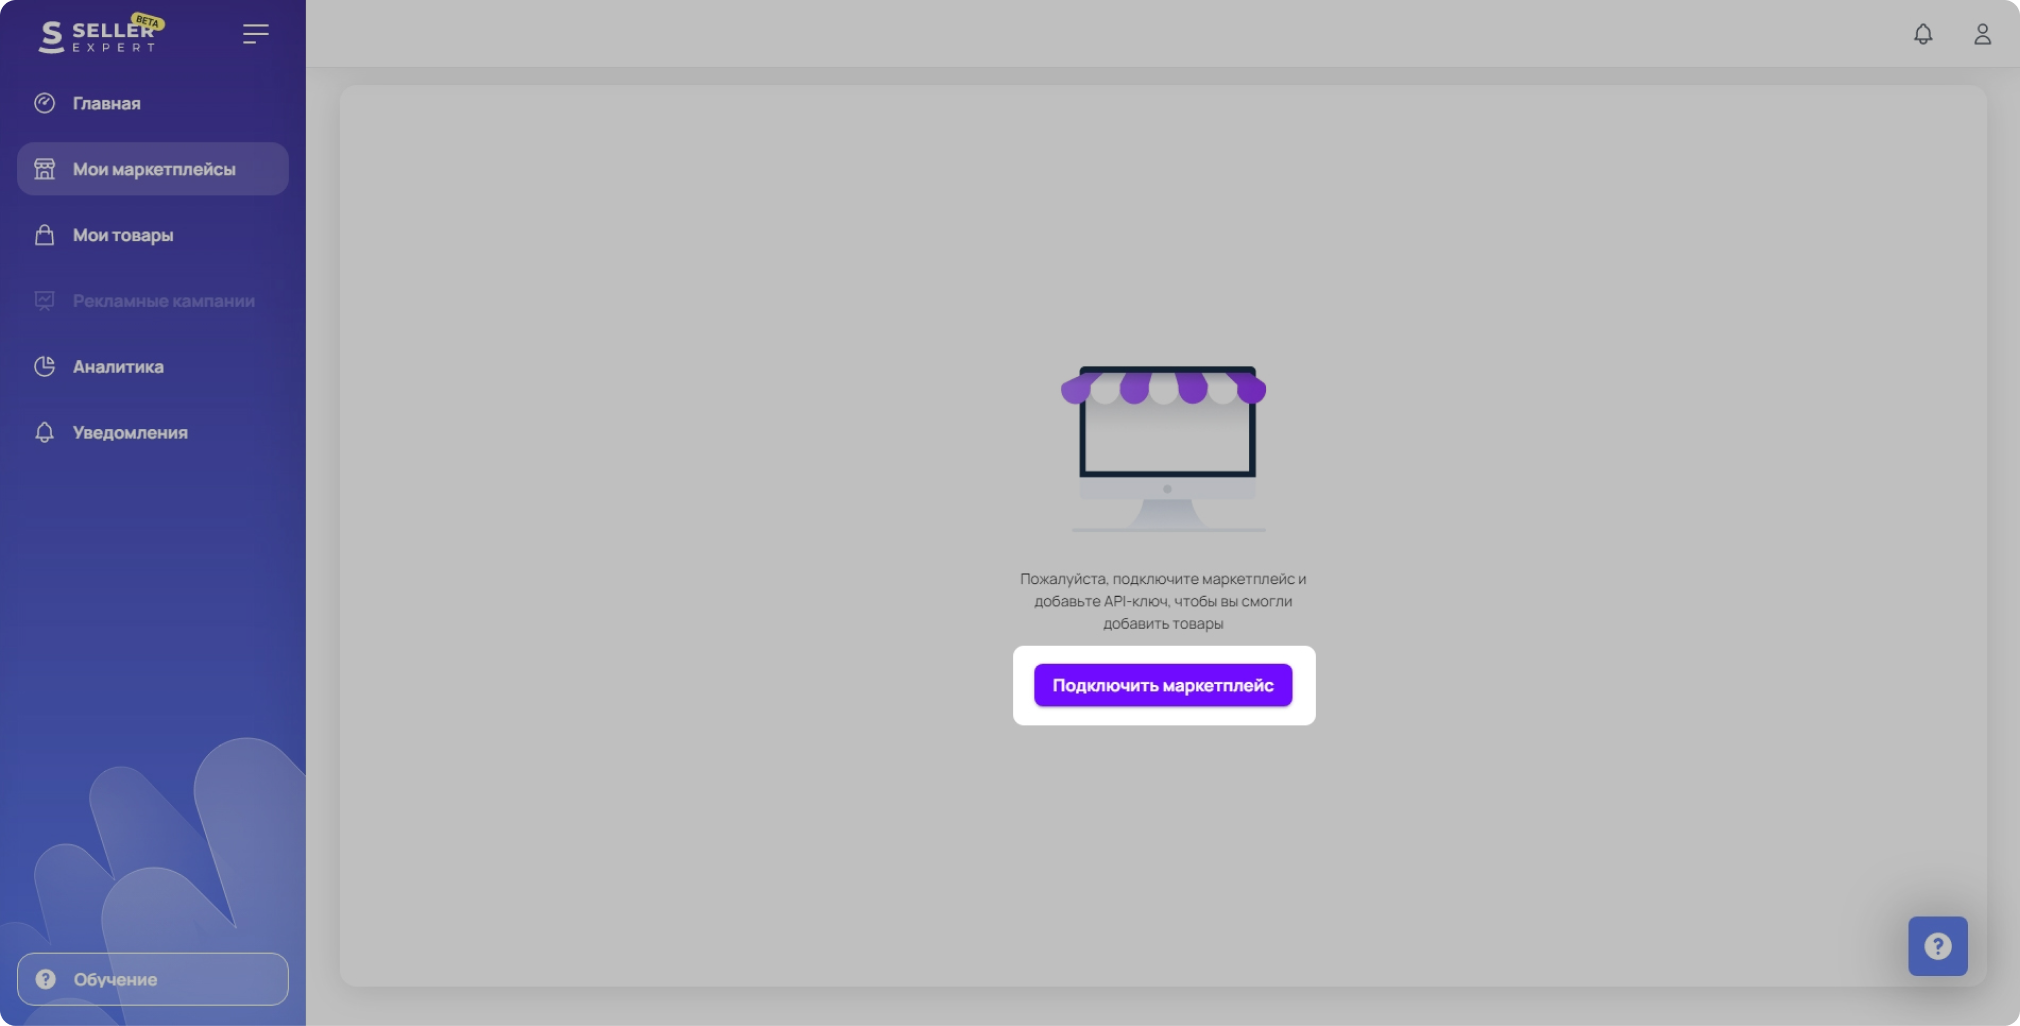 SELLER
BETA
EXPERT
Главная
Мои маркетплейсы
Мои товары
Рекламные кампании
Аналитика
Уведомления
Пожалуйста, подключите маркетплейс и
добавьте API-ключ, чтобы вы смогли
добавить товары
Подключить маркетплейс
Обучение